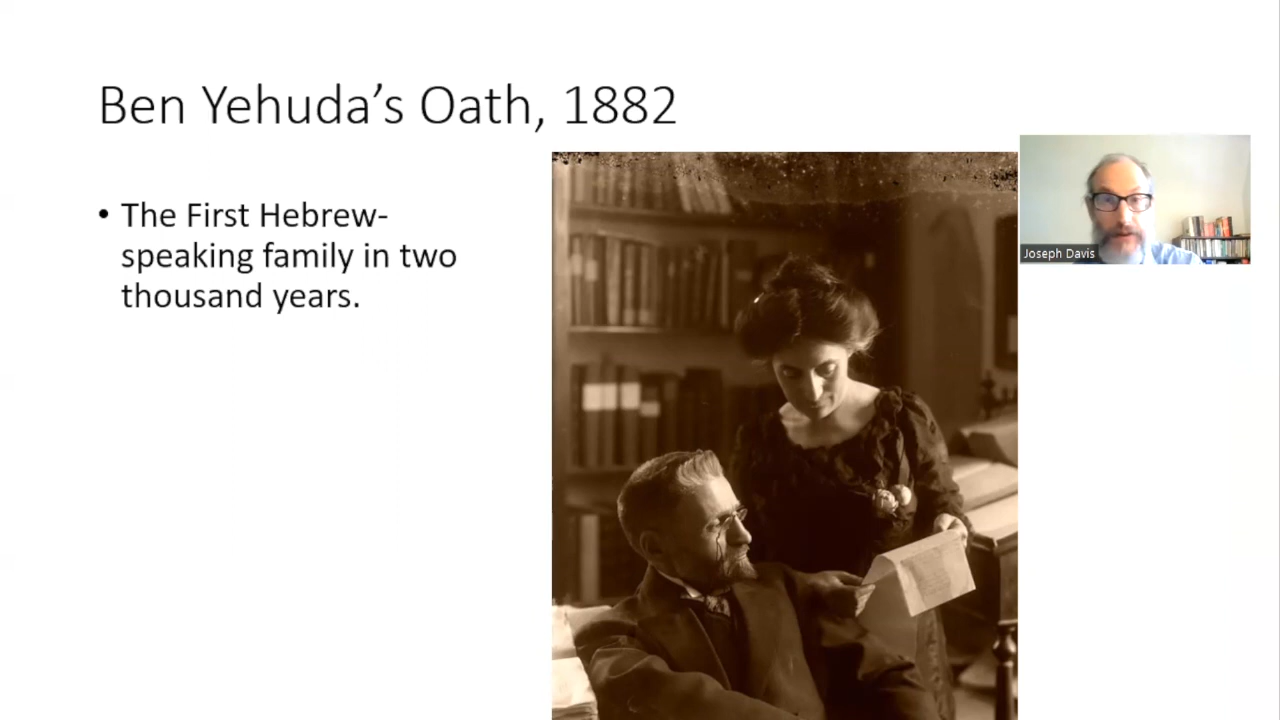 Ben Yehuda’s Oath, 1882
• The First Hebrew-
speaking family in two
thousand years.
Joseph Davis